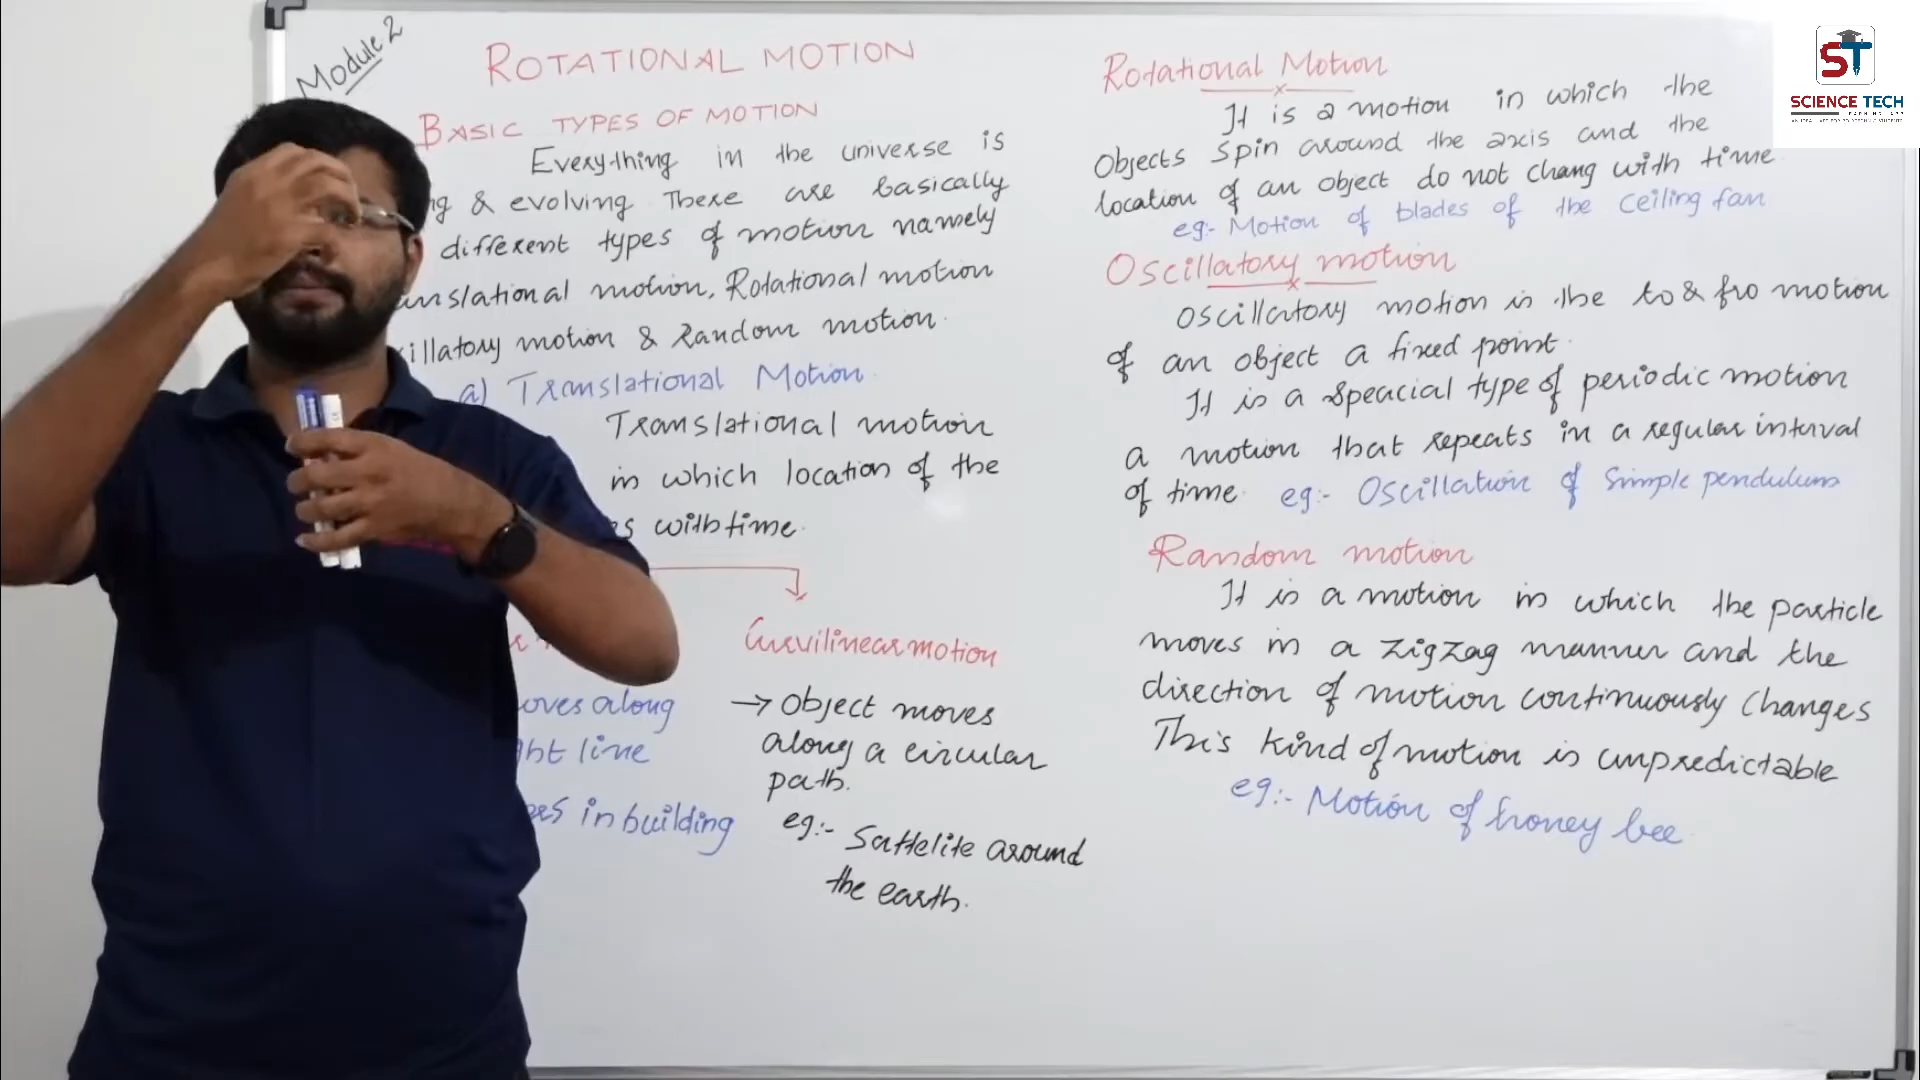 Module 2
ROTATIONAL MOTION
BASIC TYPES OF MOTION
Everything in the universe is
& evolving There are basically
different types of motion namely
motion, Rotational motion
motion & Random motion.
a) Translational Motion
Translational motion
in which location of the
with time.
Curvilinear motion
along
line
in building
→ Object moves
along a circular
path.
eg:- Sattelite around
the earth.
Rotational Motion
It is a motion in which the
Objects spin around the axis and the
location of an object do not chang with time
eg:- Motion of blades of the ceiling fan
Oscillatory motion
Oscillatory motion is the to & fro motion
of an object a fixed point.
It is a speacial type of periodic motion
a motion that repeats in a regular interval
of time. eg:- Oscillation of simple pendulum
Random motion
It is a motion in which the particle
moves in a zigzag manner and the
direction of motion continuously changes
This kind of motion is unpredictable
eg:- Motion of honey bee
ST
SCIENCE TECH